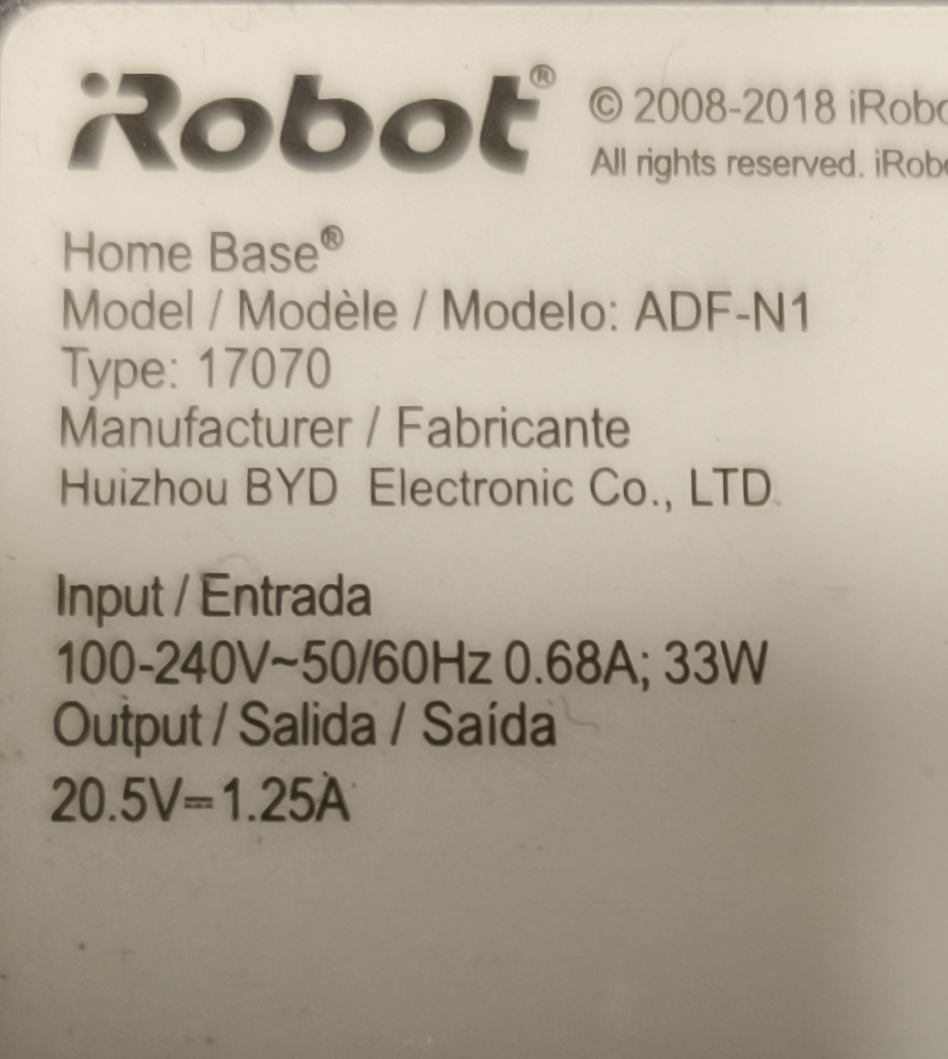 iRobot® © 2008-2018
All rights reserved.
Home Base®
Model / Modèle / Modelo: ADF-N1
Type: 17070
Manufacturer / Fabricante
Huizhou BYD Electronic Co., LTD
Input / Entrada
100-240V~50/60Hz 0.68A; 33W
Output / Salida / Saída
20.5V⎓1.25A